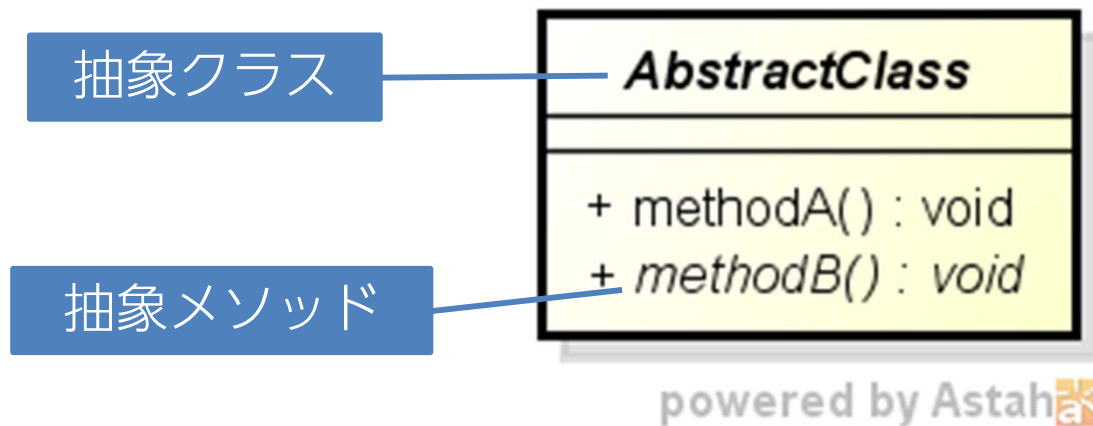 抽象クラス
AbstractClass
+ methodA() : void
抽象メソッド
+ methodB() : void
powered by Astah